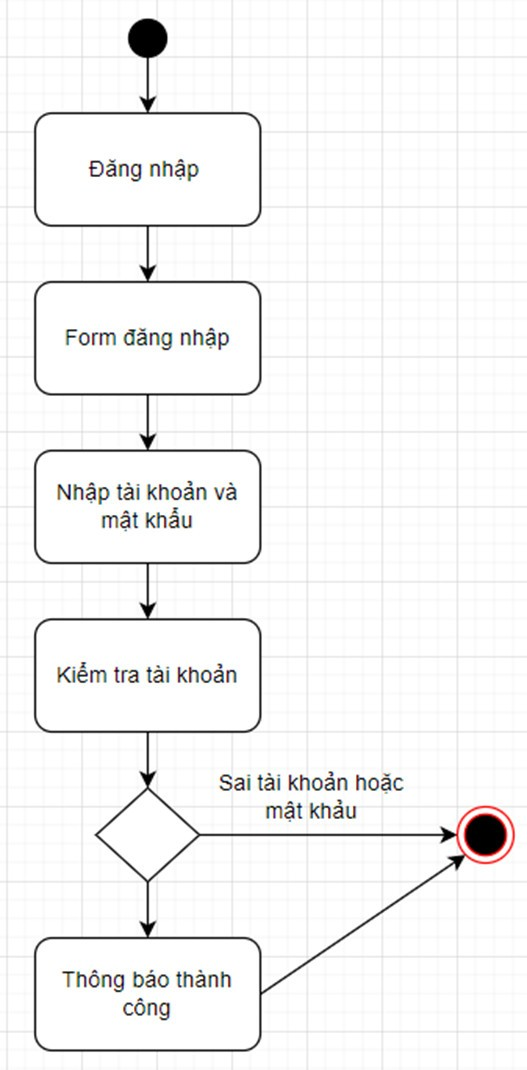 Đăng nhập
Form đăng nhập
Nhập tài khoản và
mật khẩu
Kiểm tra tài khoản
Sai tài khoản hoặc
mật khảu
Thông báo thành
công